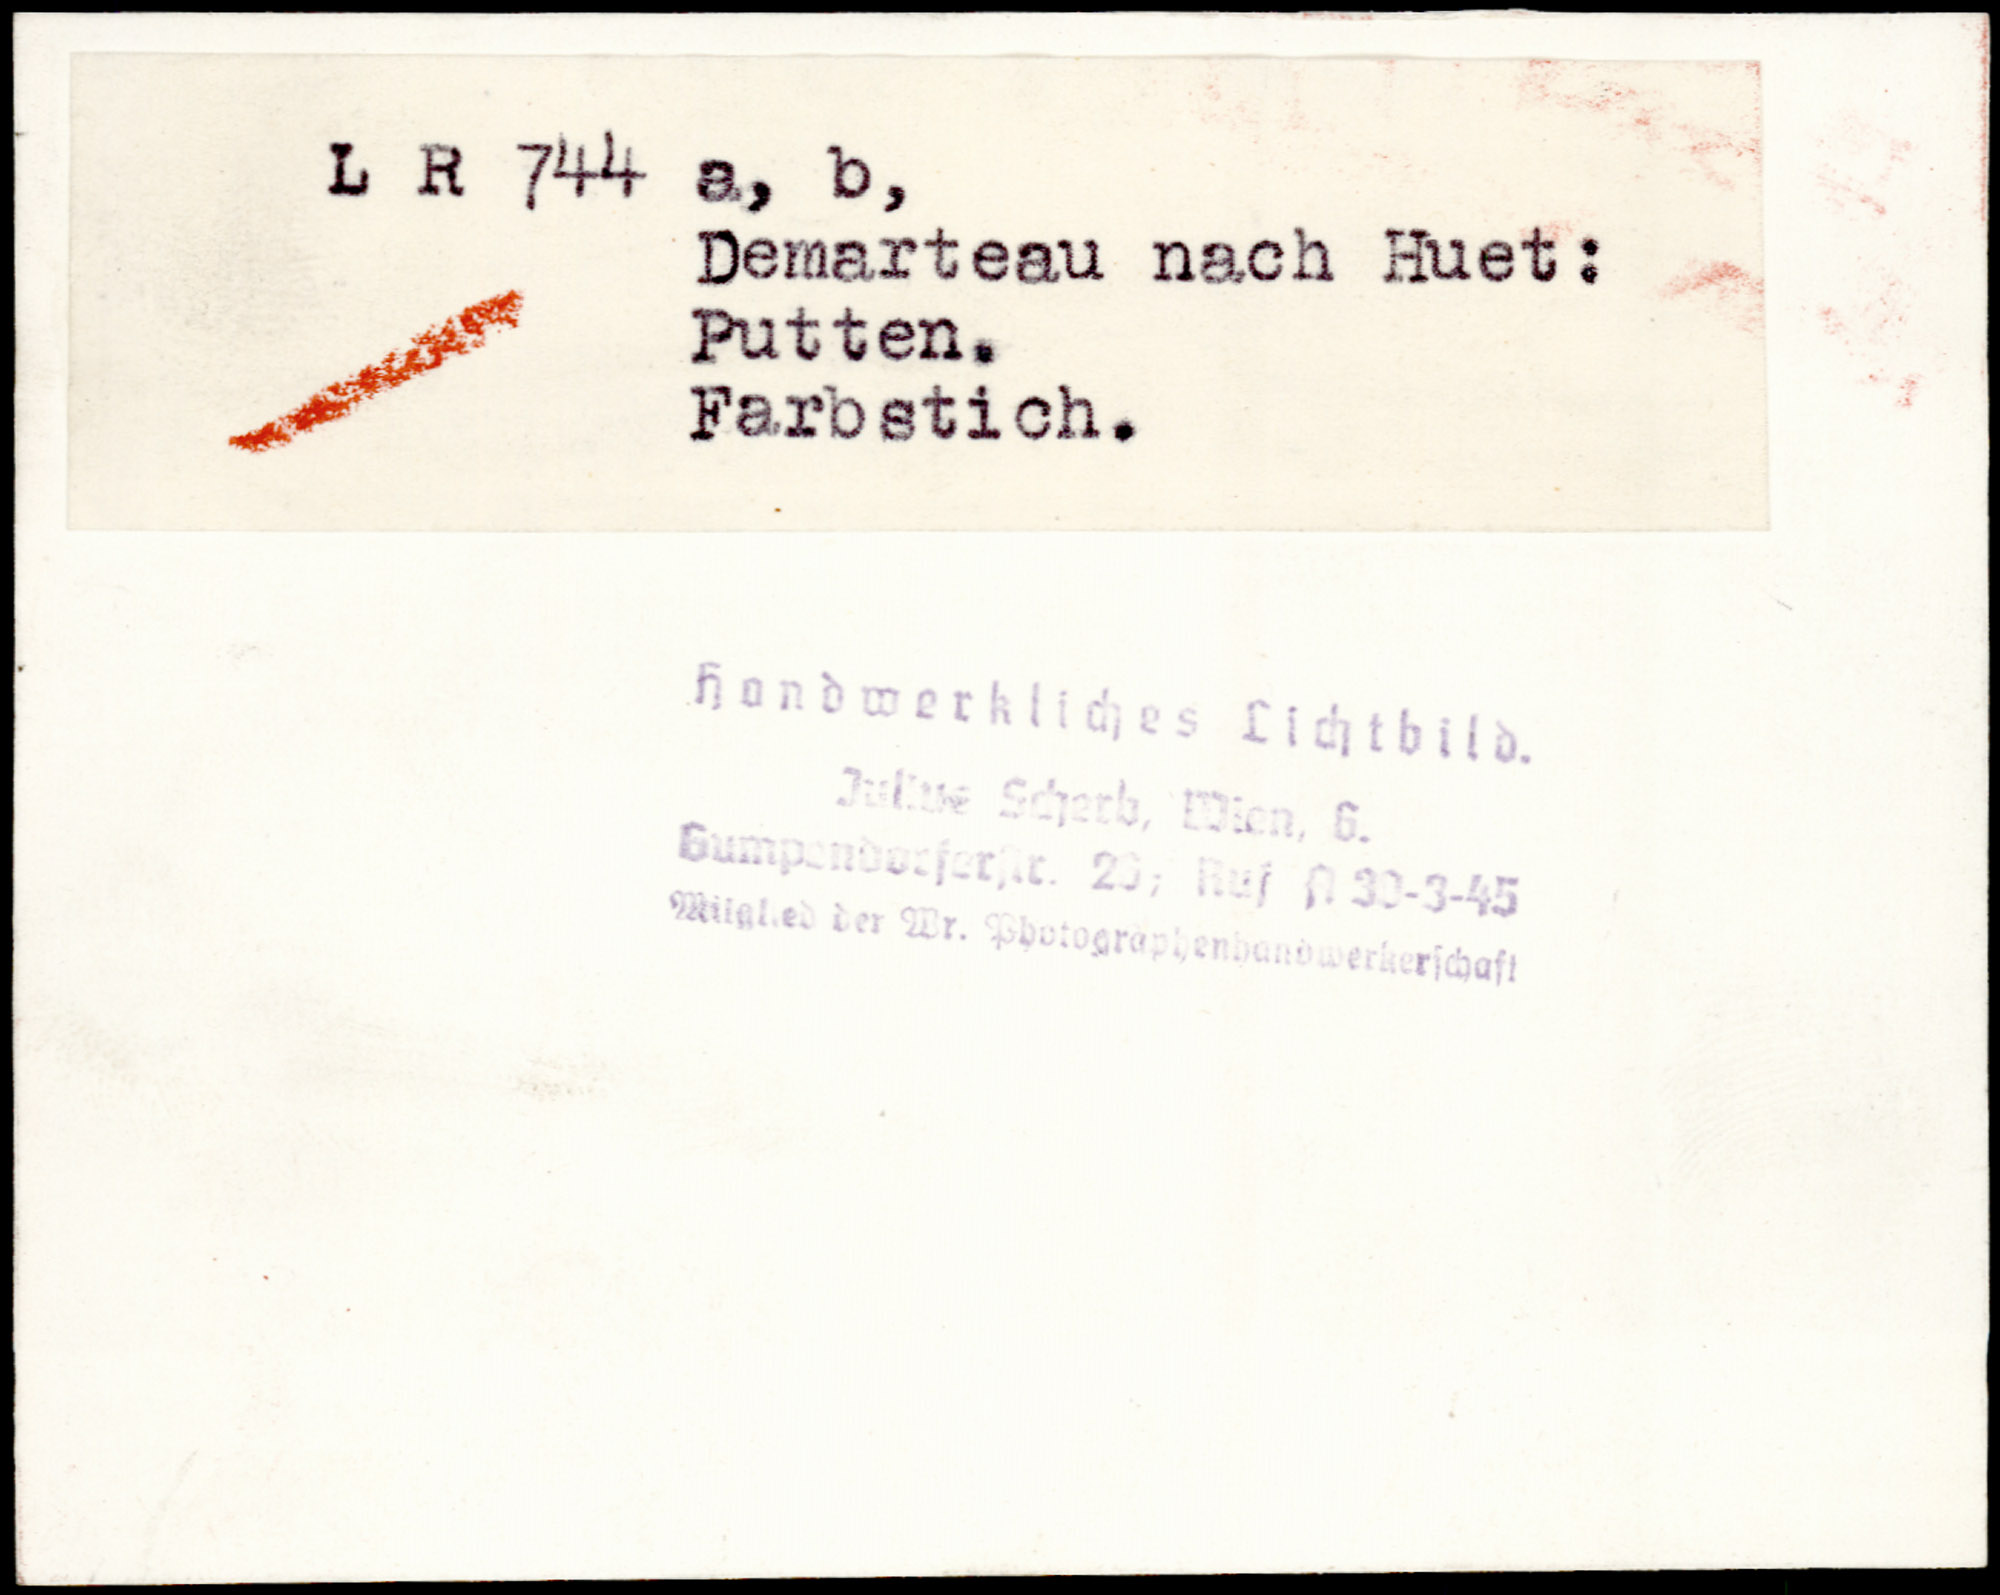 L R 744 a, b,
Demarteau nach Huet:
Putten.
Farbstich.
Handwerkliches Lichtbild.
Julius Scherb, Wien, 6.
Gumpendorferstr. Ruf A 30-3-45
Mitglied der Wr. Photographenhandwerkerschaft